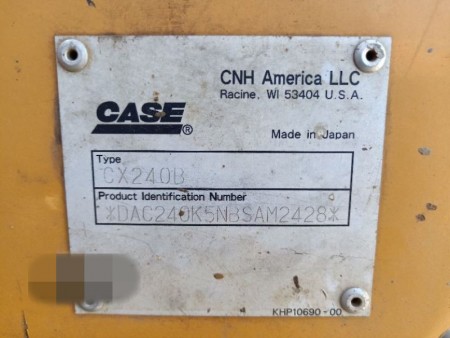 CNH America LLC
Racine, WI 53404 U.S.A.
CASE®
Made in Japan
Type
CX240B
Product Identification Number
*DAC240K5NBSAM2428*
KHP10690-00